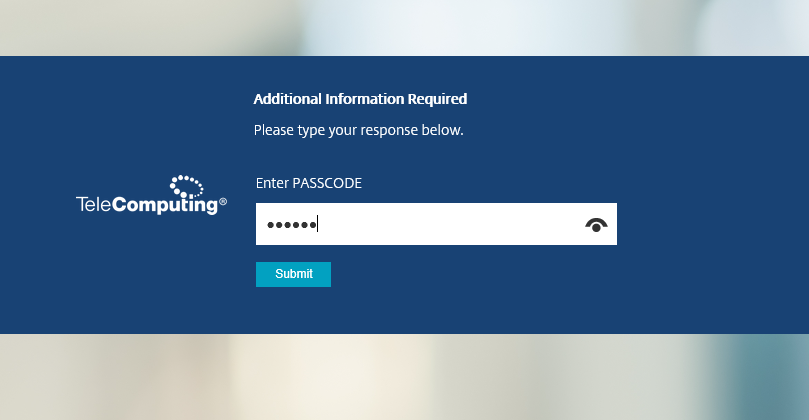 Additional Information Required
Please type your response below.
Enter PASSCODE
TeleComputing®
••••••
Submit